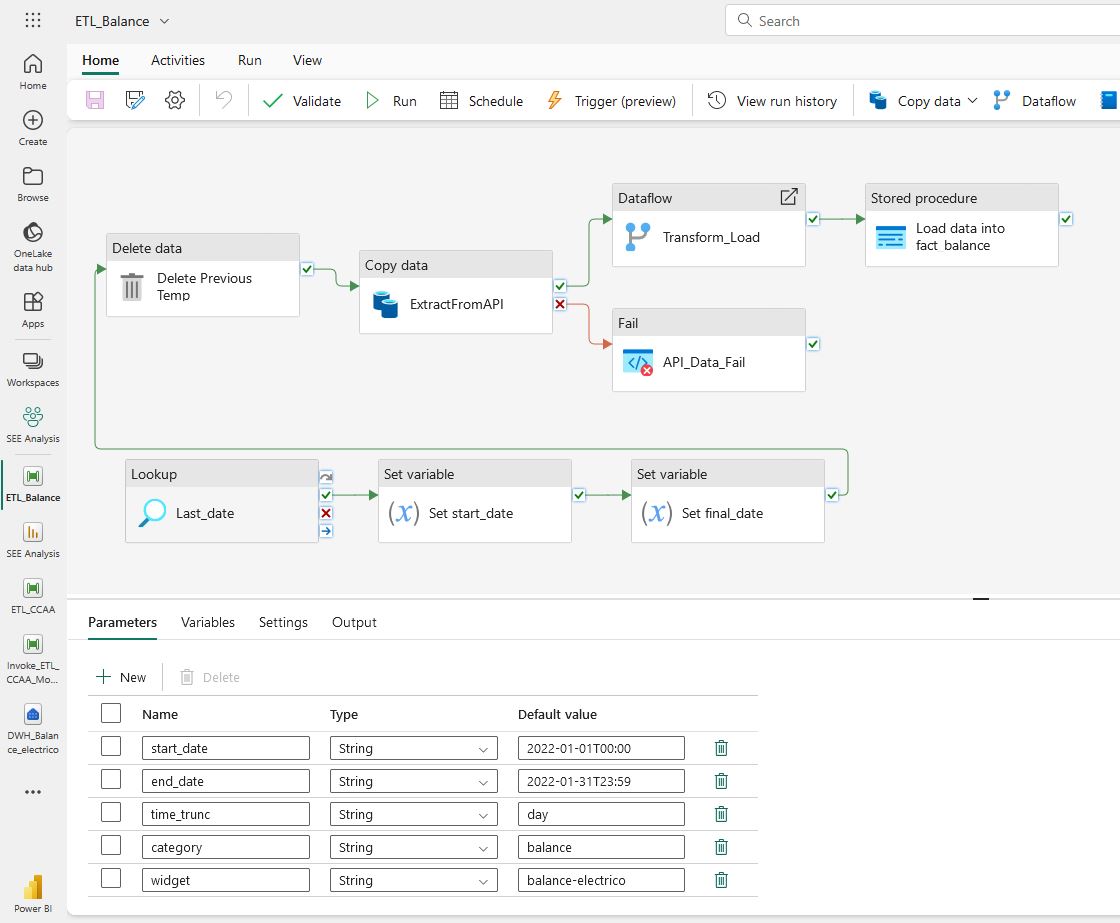 ETL_Balance
Search
Home
Create
Browse
OneLake
data hub
Apps
Workspaces
SEE Analysis
ETL_Balance
SEE Analysis
ETL_CCAA
Invoke_ETL_
CCAA_Mo...
DWH_Balan
ce_electrico
Power BI
Home Activities Run View
Validate Run Schedule Trigger (preview) View run history Copy data Dataflow
Delete data
Delete Previous
Temp
Copy data
ExtractFromAPI
Dataflow
Transform_Load
Stored procedure
Load data into
fact_balance
Fail
API_Data_Fail
Lookup
Last_date
Set variable
(x) Set start_date
Set variable
(x) Set final_date
Parameters Variables Settings Output
New Delete
Name Type Default value
start_date String 2022-01-01T00:00
end_date String 2022-01-31T23:59
time_trunc String day
category String balance
widget String balance-electrico